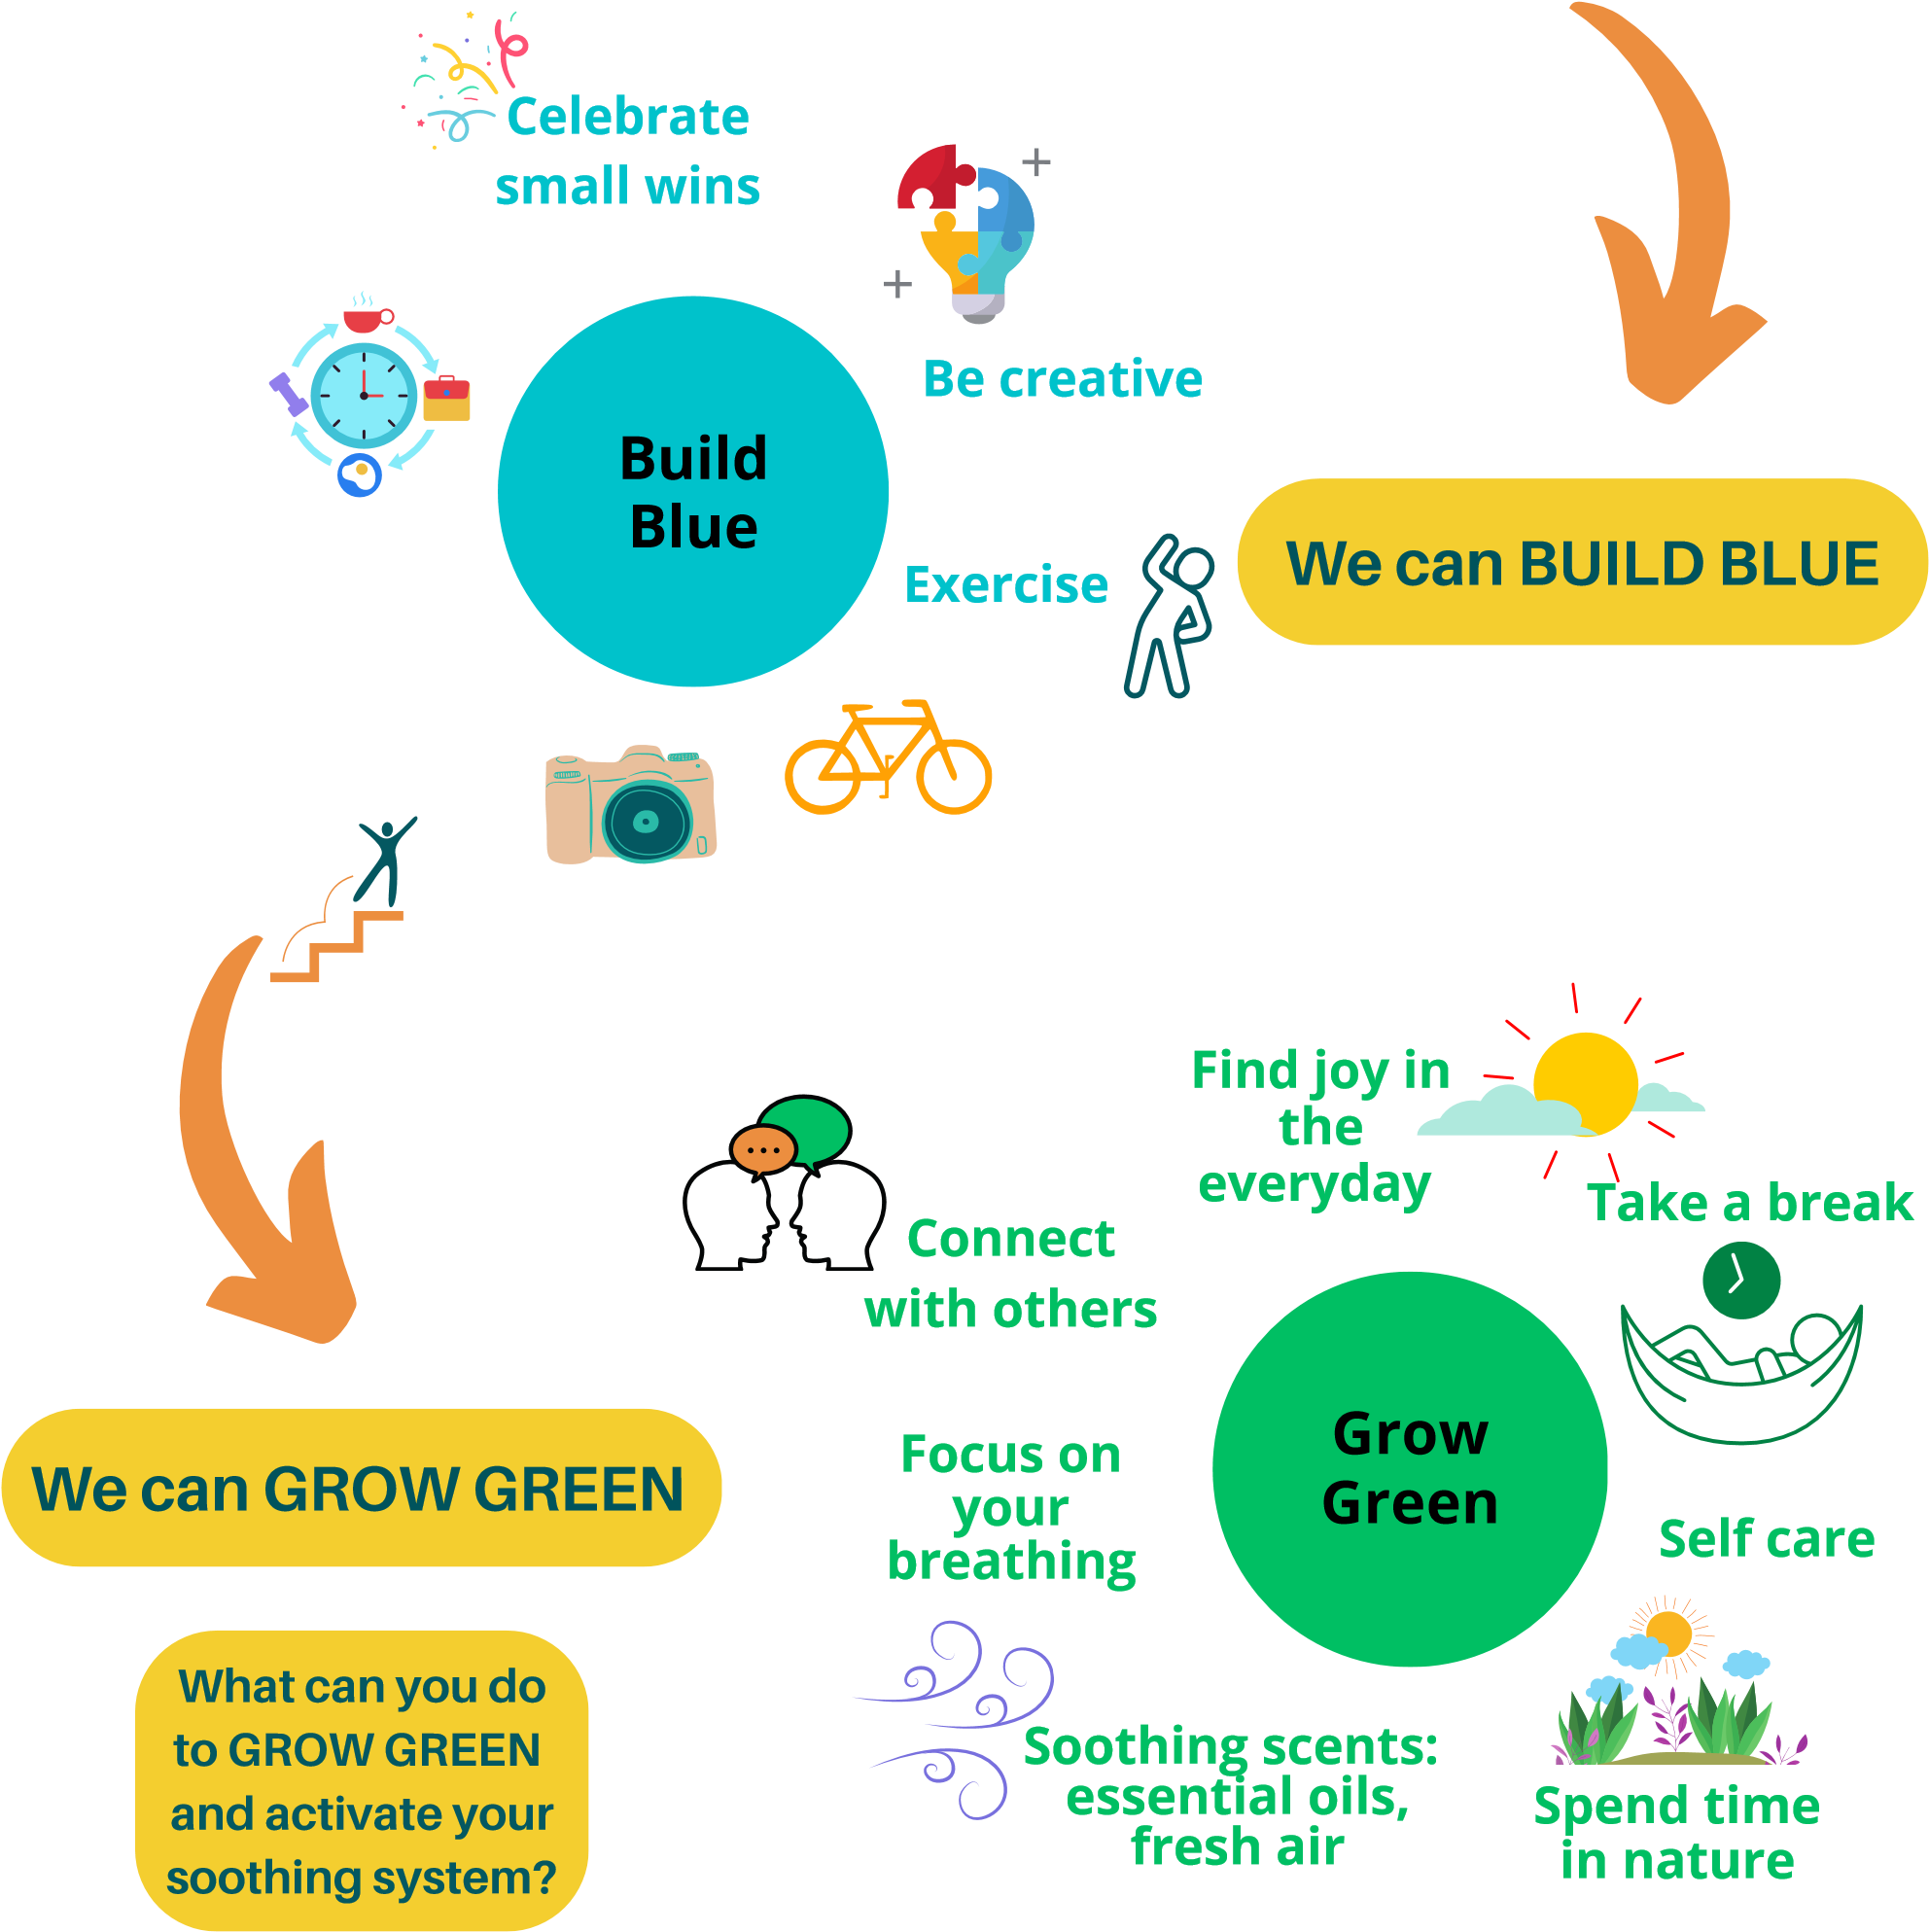 Celebrate
small wins
Be creative
Build
Blue
Exercise
We can BUILD BLUE
Find joy in
the
everyday
Take a break
Connect
with others
Grow
Green
Focus on
your
breathing
We can GROW GREEN
Self care
What can you do
to GROW GREEN
and activate your
soothing system?
Soothing scents:
essential oils,
fresh air
Spend time
in nature